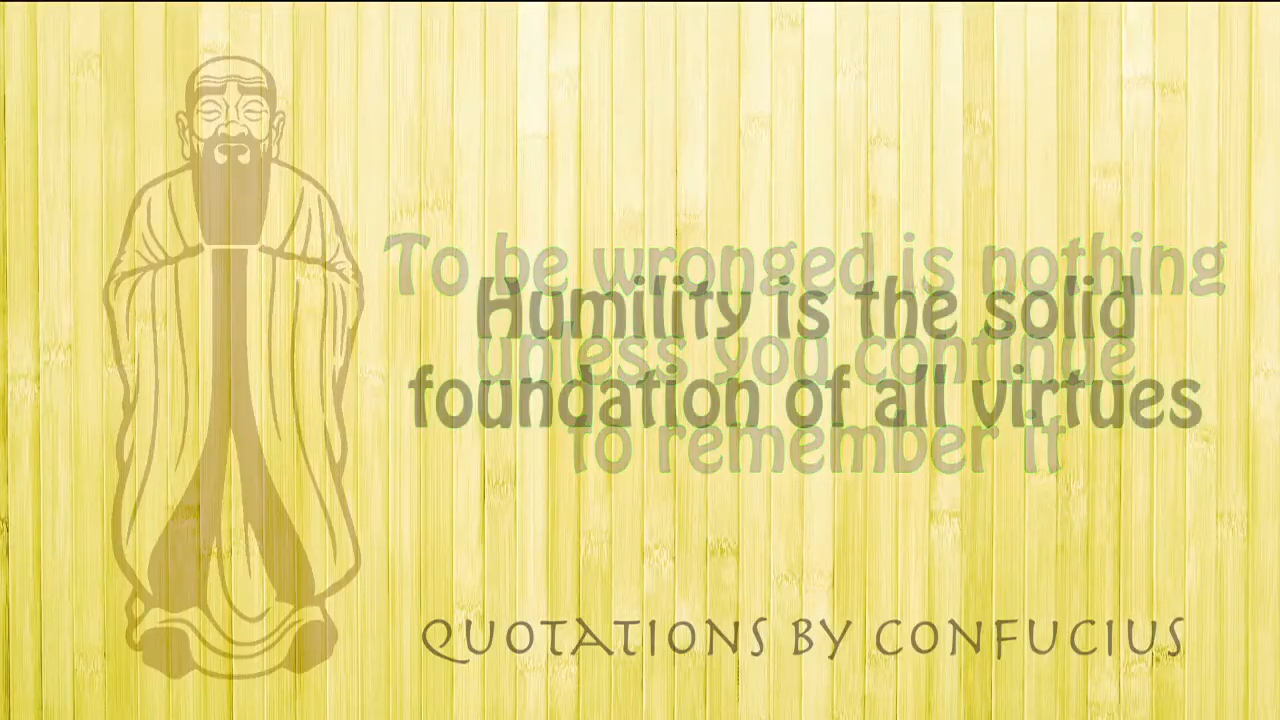 To be wronged is nothing
unless you continue
to remember it
Humility is the solid
foundation of all virtues
QUOTATIONS BY CONFUCIUS